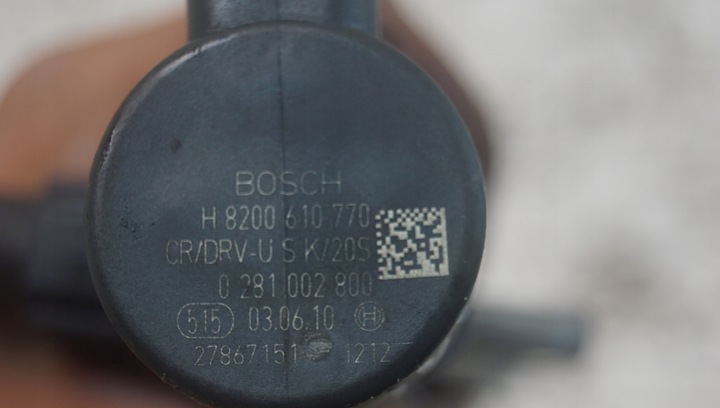 BOSCH
H 8200 610 770
CR/DRV-U S K/20S
0 281 002 800
515 03.06.10 H
27867151 1212